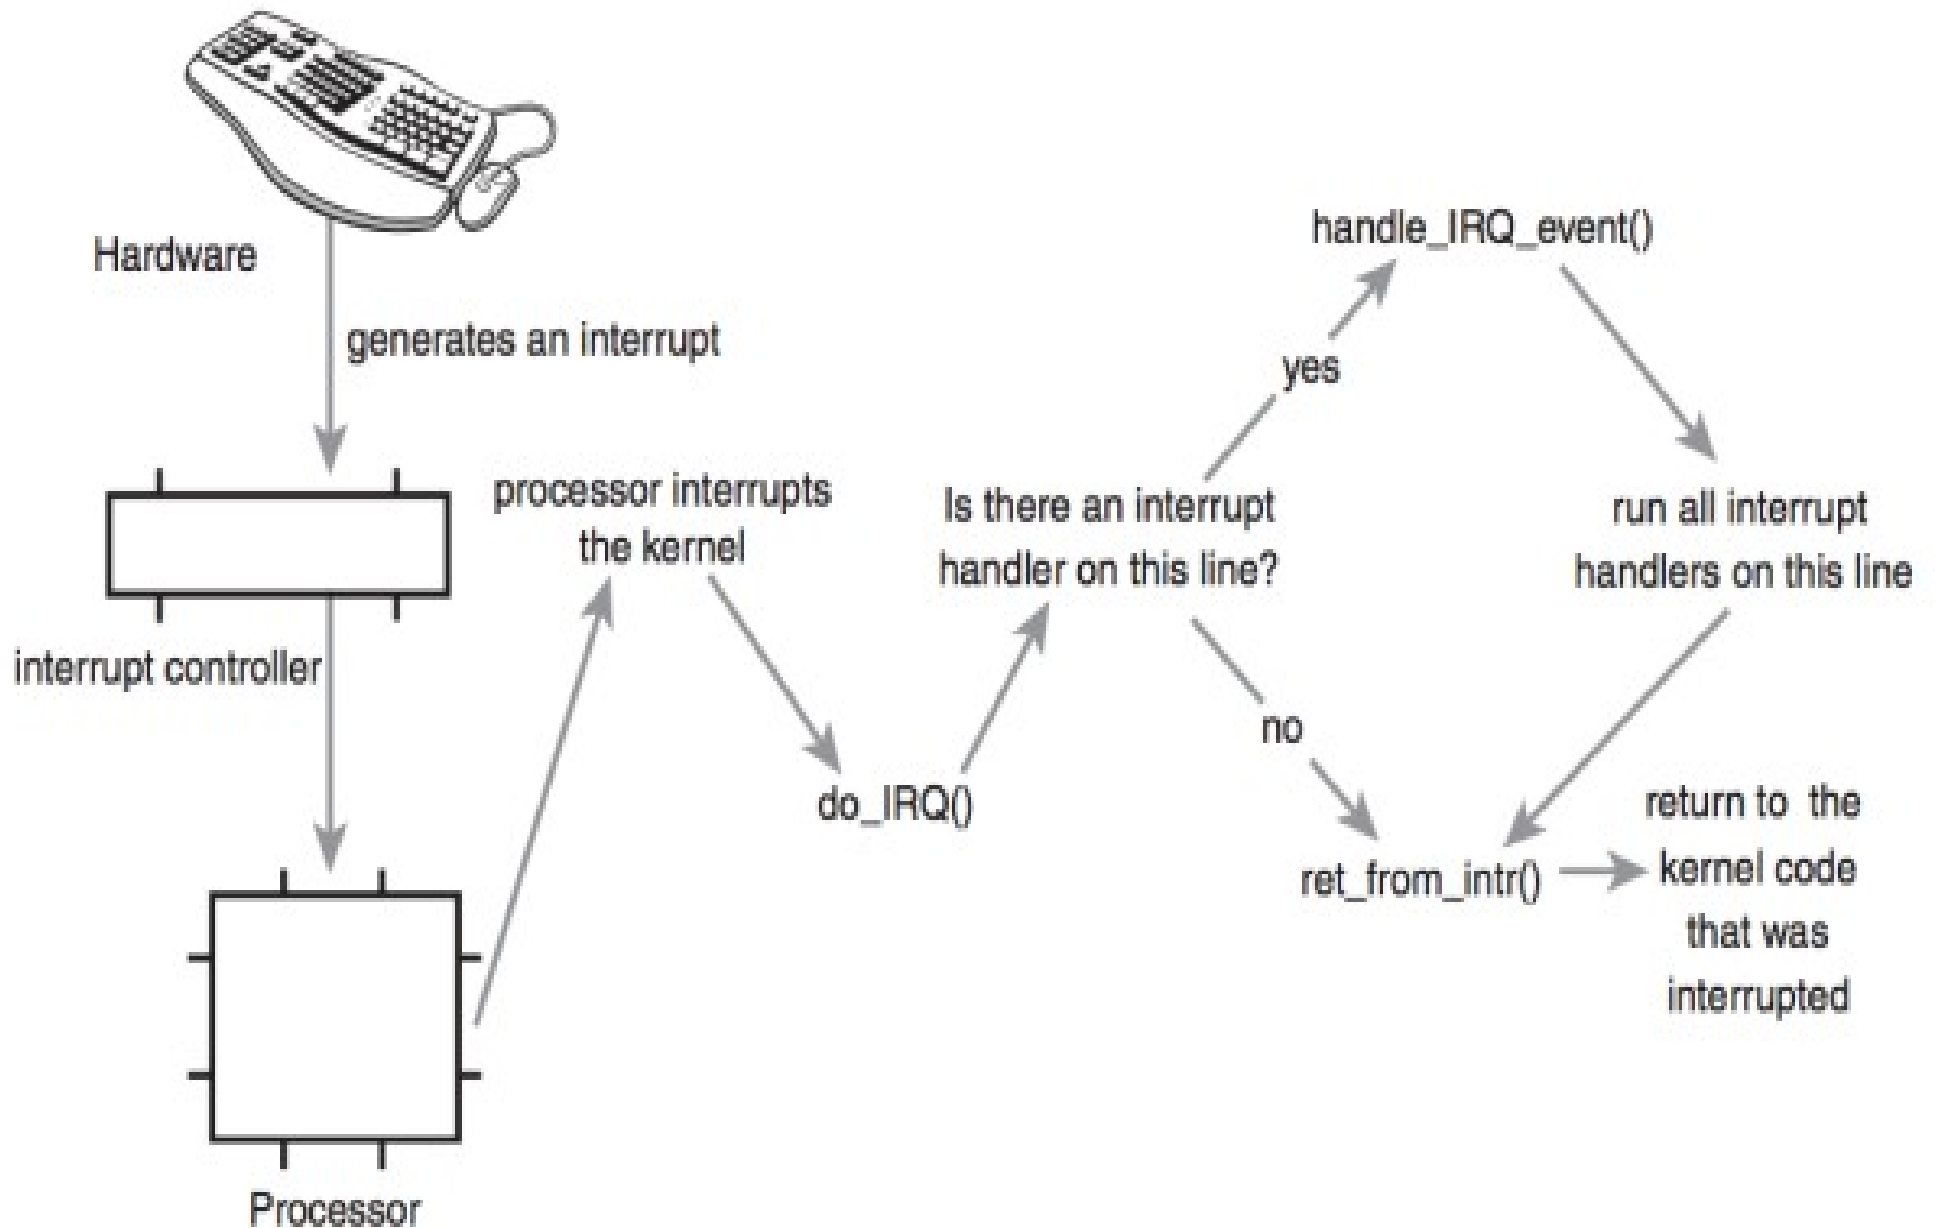 Hardware
generates an interrupt
interrupt controller
Processor
processor interrupts
the kernel
do_IRQ()
Is there an interrupt
handler on this line?
yes
no
handle_IRQ_event()
run all interrupt
handlers on this line
ret_from_intr()
return to the
kernel code
that was
interrupted